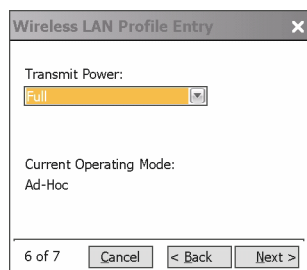 Wireless LAN Profile Entry
Transmit Power:
Full
Current Operating Mode:
Ad-Hoc
6 of 7 Cancel < Back Next >